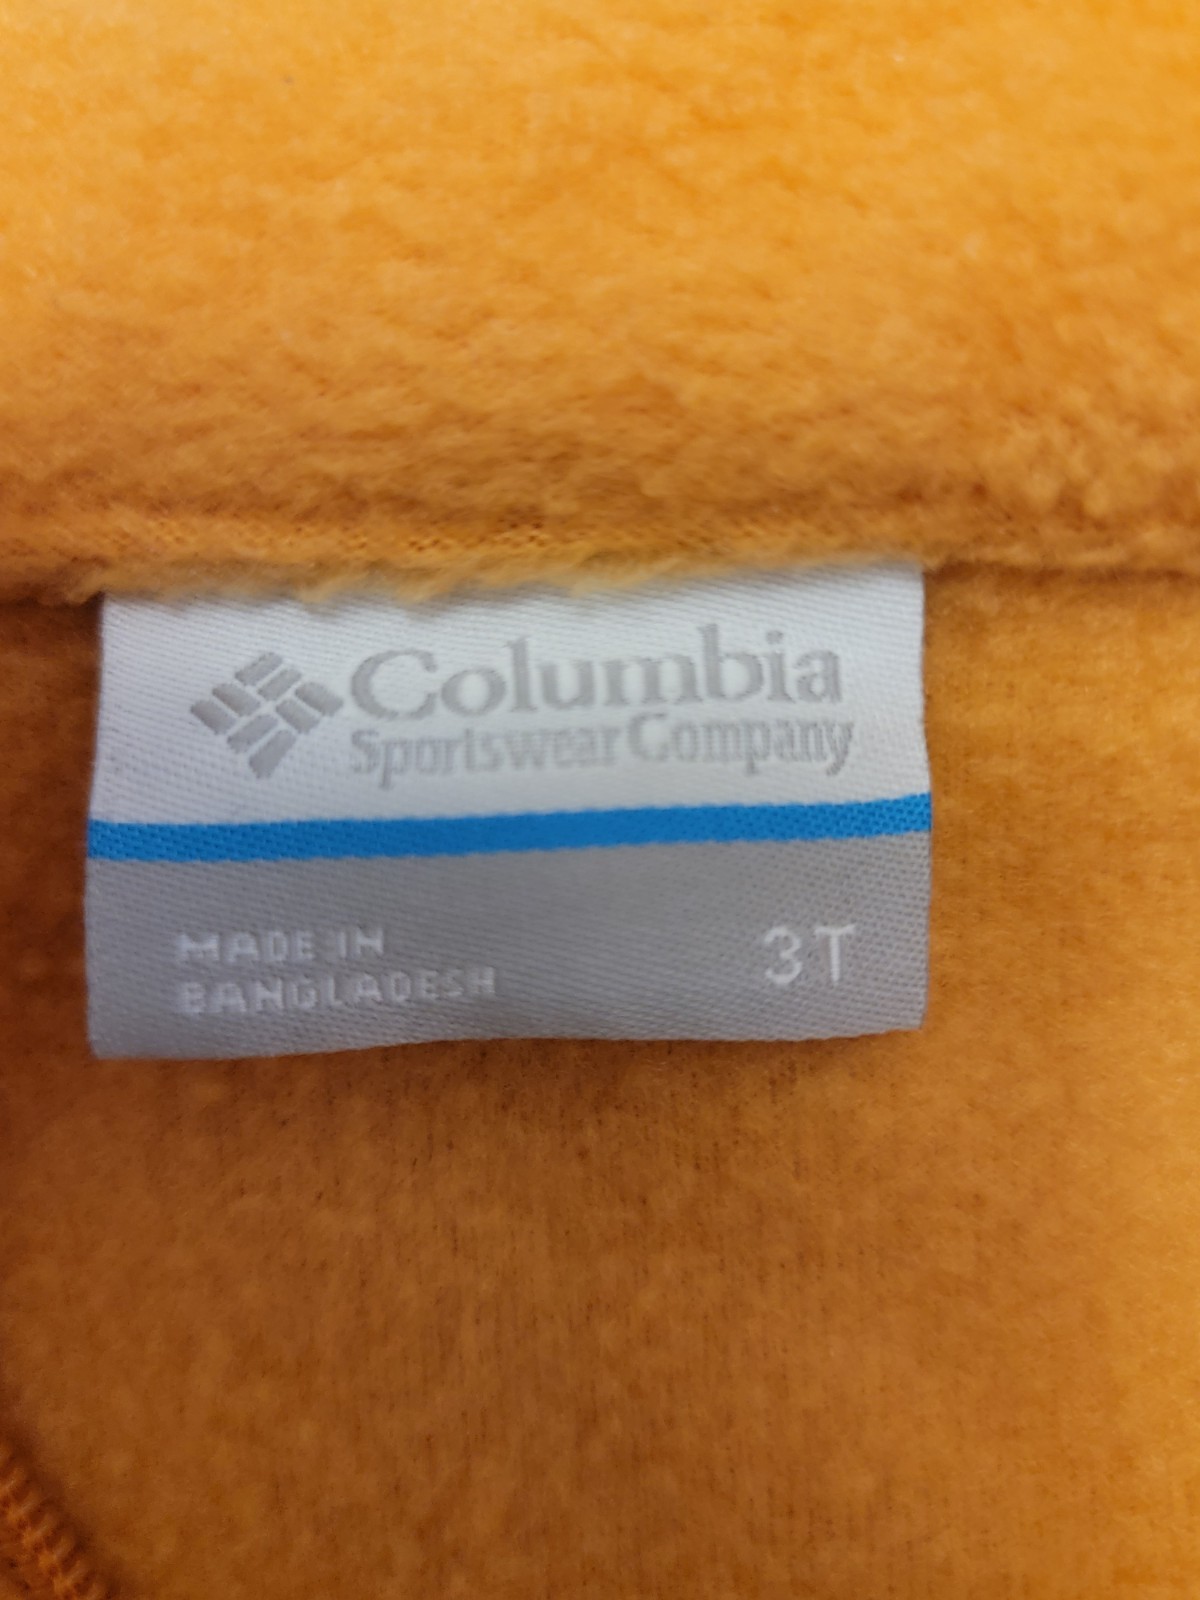 Columbia
Sportswear Company
MADE IN
BANGLADESH
3T